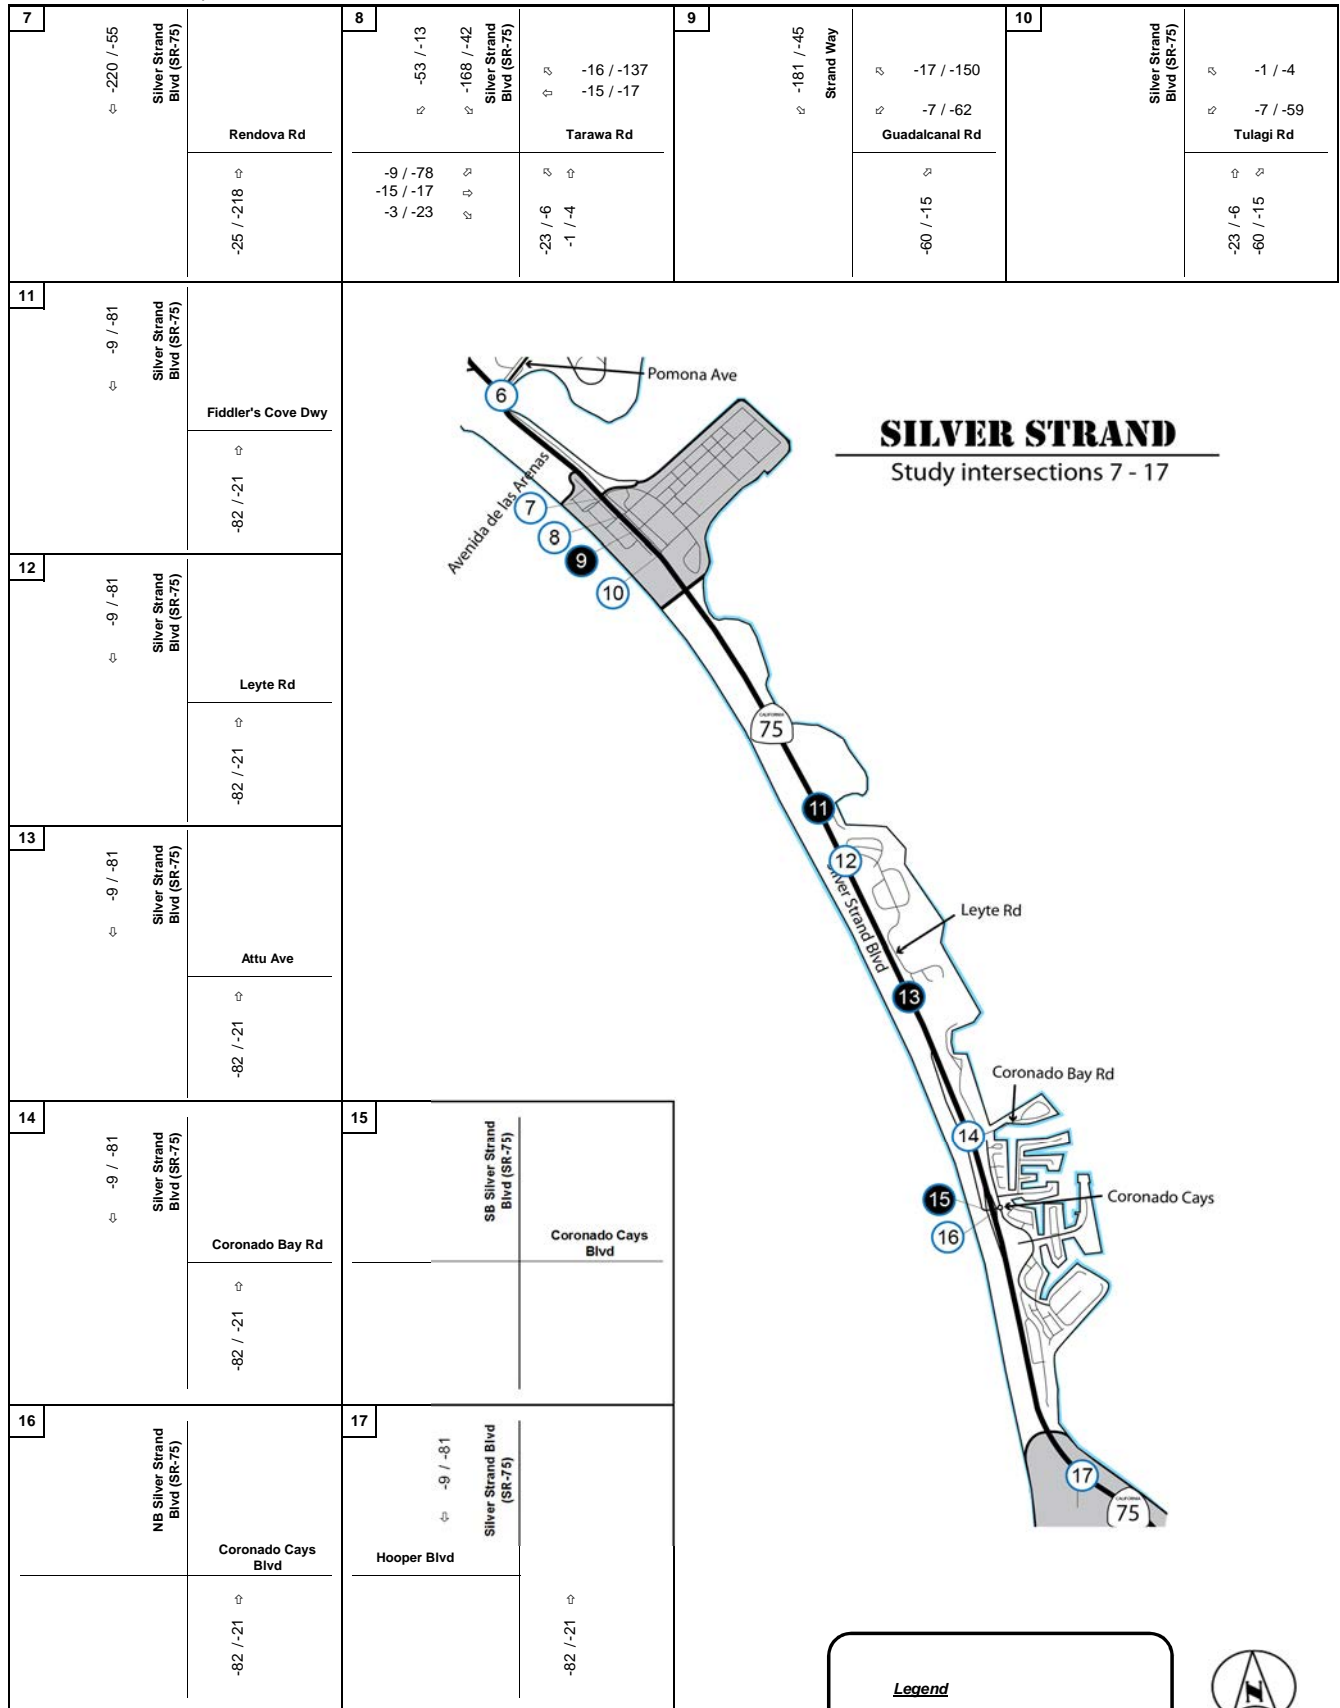 7
-220 / -55
Silver Strand
Blvd (SR-75)
Rendova Rd
-25 / -218
8
-53 / -13
-168 / -42
Silver Strand
Blvd (SR-75)
-16 / -137
-15 / -17
Tarawa Rd
-9 / -78
-15 / -17
-3 / -23
-23 / -6
-1 / -4
9
-181 / -45
Strand Way
-17 / -150
-7 / -62
Guadalcanal Rd
-60 / -15
10
Silver Strand
Blvd (SR-75)
-1 / -4
-7 / -59
Tulagi Rd
-23 / -6
-60 / -15
11
-9 / -81
Silver Strand
Blvd (SR-75)
Fiddler's Cove Dwy
-82 / -21
12
-9 / -81
Silver Strand
Blvd (SR-75)
Leyte Rd
-82 / -21
13
-9 / -81
Silver Strand
Blvd (SR-75)
Attu Ave
-82 / -21
14
-9 / -81
Silver Strand
Blvd (SR-75)
Coronado Bay Rd
-82 / -21
15
SB Silver Strand
Blvd (SR-75)
Coronado Cays
Blvd
16
NB Silver Strand
Blvd (SR-75)
Coronado Cays
Blvd
-82 / -21
17
-9 / -81
Silver Strand Blvd
(SR-75)
Hooper Blvd
-82 / -21
SILVER STRAND
Study intersections 7 - 17
Pomona Ave
6
Avenida de las Arenas
7
8
9
10
CALIFORNIA
75
11
12
Silver Strand Blvd
Leyte Rd
13
Coronado Bay Rd
14
15
Coronado Cays
16
17
CALIFORNIA
75
Legend
N